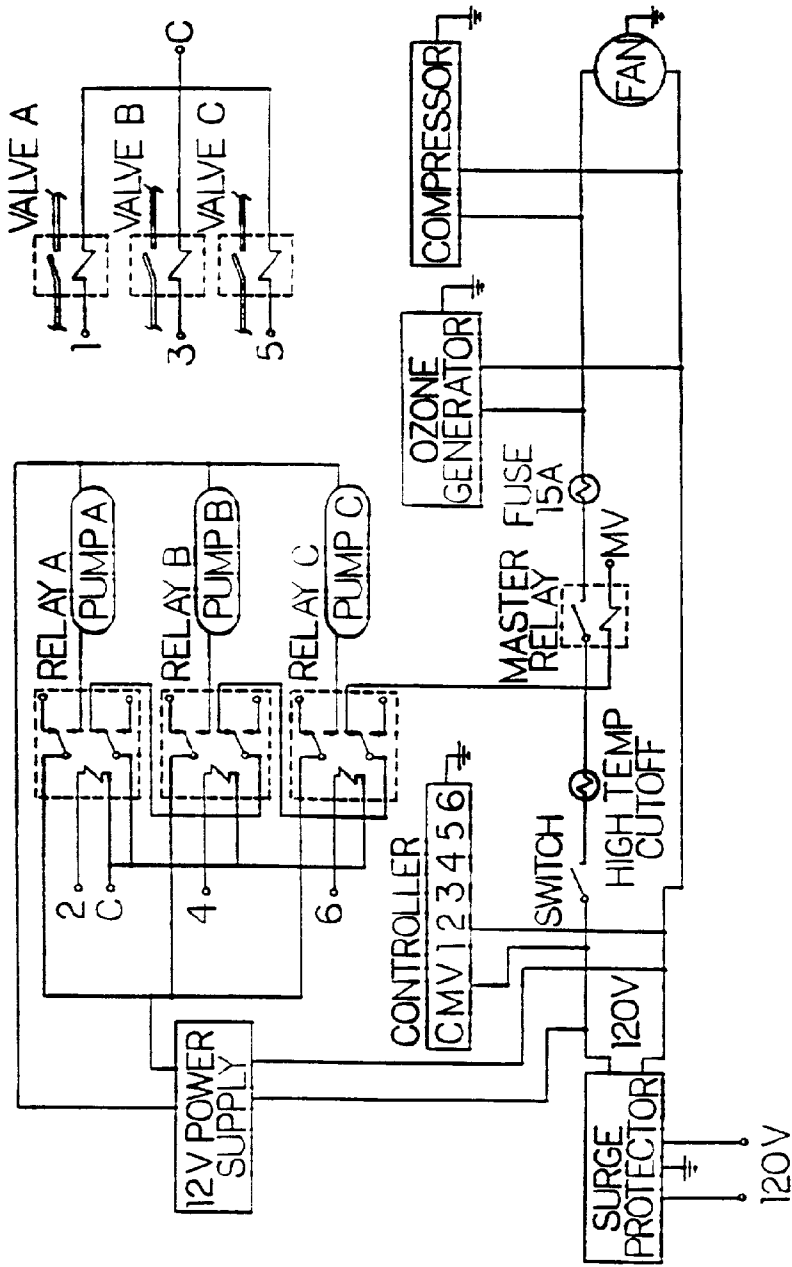 VALVE A
1
VALVE B
3
C
VALVE C
5
RELAY A
PUMP A
2
C
RELAY B
PUMP B
4
RELAY C
PUMP C
6
12V POWER
SUPPLY
CONTROLLER
C MV 1 2 3 4 5 6
OZONE
GENERATOR
COMPRESSOR
SURGE
PROTECTOR
120V
120V
SWITCH
HIGH TEMP
CUTOFF
MASTER
RELAY
MV
FUSE
15A
FAN